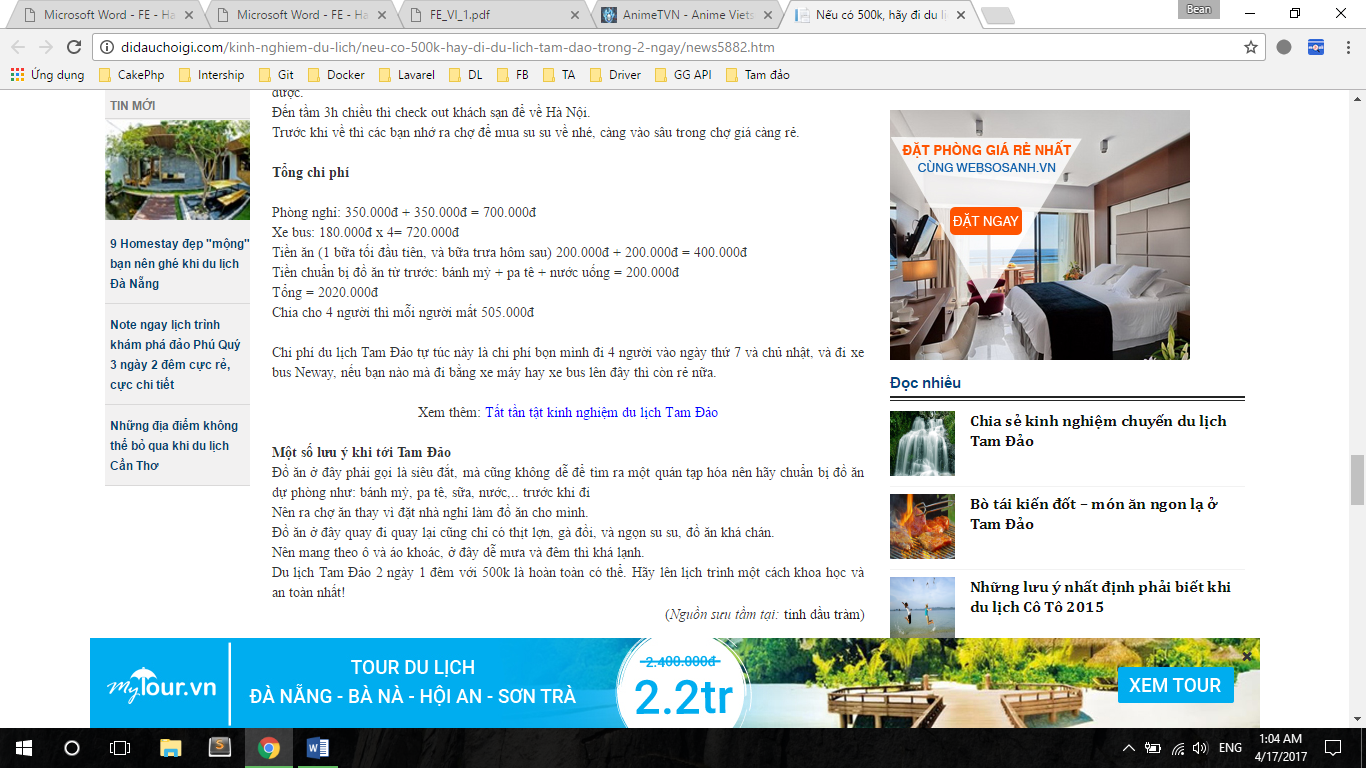 Microsoft Word - FE - Ha
Microsoft Word - FE - Ha
FE_VI_1.pdf
AnimeTVN - Anime Viets
Nếu có 500k, hãy đi du lị
Bean
didauchoigi.com/kinh-nghiem-du-lich/neu-co-500k-hay-di-du-lich-tam-dao-trong-2-ngay/news5882.htm
Ứng dụng
CakePhp
Intership
Git
Docker
Lavarel
DL
FB
TA
Driver
GG API
Tam đảo
TIN MỚI
9 Homestay đẹp "mộng"
bạn nên ghé khi du lịch
Đà Nẵng
Note ngay lịch trình
khám phá đảo Phú Quý
3 ngày 2 đêm cực rẻ,
cực chi tiết
Những địa điểm không
thể bỏ qua khi du lịch
Cần Thơ
được.
Đến tầm 3h chiều thì check out khách sạn để về Hà Nội.
Trước khi về thì các bạn nhớ ra chợ để mua su su về nhé, càng vào sâu trong chợ giá càng rẻ.
Tổng chi phí
Phòng nghỉ: 350.000đ + 350.000đ = 700.000đ
Xe bus: 180.000đ x 4= 720.000đ
Tiền ăn (1 bữa tối đầu tiên, và bữa trưa hôm sau) 200.000đ + 200.000đ = 400.000đ
Tiền chuẩn bị đồ ăn từ trước: bánh mỳ + pa tê + nước uống = 200.000đ
Tổng = 2020.000đ
Chia cho 4 người thì mỗi người mất 505.000đ
Chi phí du lịch Tam Đảo tự túc này là chi phí bọn mình đi 4 người vào ngày thứ 7 và chủ nhật, và đi xe
bus Neway, nếu bạn nào mà đi bằng xe máy hay xe bus lên đây thì còn rẻ nữa.
Xem thêm: Tất tần tật kinh nghiệm du lịch Tam Đảo
Một số lưu ý khi tới Tam Đảo
Đồ ăn ở đây phải gọi là siêu đắt, mà cũng không dễ để tìm ra một quán tạp hóa nên hãy chuẩn bị đồ ăn
dự phòng như: bánh mỳ, pa tê, sữa, nước,.. trước khi đi
Nên ra chợ ăn thay vì đặt nhà nghỉ làm đồ ăn cho mình.
Đồ ăn ở đây quay đi quay lại cũng chỉ có thịt lợn, gà đồi, và ngọn su su, đồ ăn khá chán.
Nên mang theo ô và áo khoác, ở đây dễ mưa và đêm thì khá lạnh.
Du lịch Tam Đảo 2 ngày 1 đêm với 500k là hoàn toàn có thể. Hãy lên lịch trình một cách khoa học và
an toàn nhất!
(Nguồn sưu tầm tại: tinh dầu tràm)
ĐẶT PHÒNG GIÁ RẺ NHẤT
CÙNG WEBSOSANH.VN
ĐẶT NGAY
Đọc nhiều
Chia sẻ kinh nghiệm chuyến du lịch
Tam Đảo
Bò tái kiến đốt – món ăn ngon lạ ở
Tam Đảo
Những lưu ý nhất định phải biết khi
du lịch Cô Tô 2015
myTour.vn
TOUR DU LỊCH
ĐÀ NẴNG - BÀ NÀ - HỘI AN - SƠN TRÀ
2.400.000đ
2.2tr
XEM TOUR
ENG
1:04 AM
4/17/2017